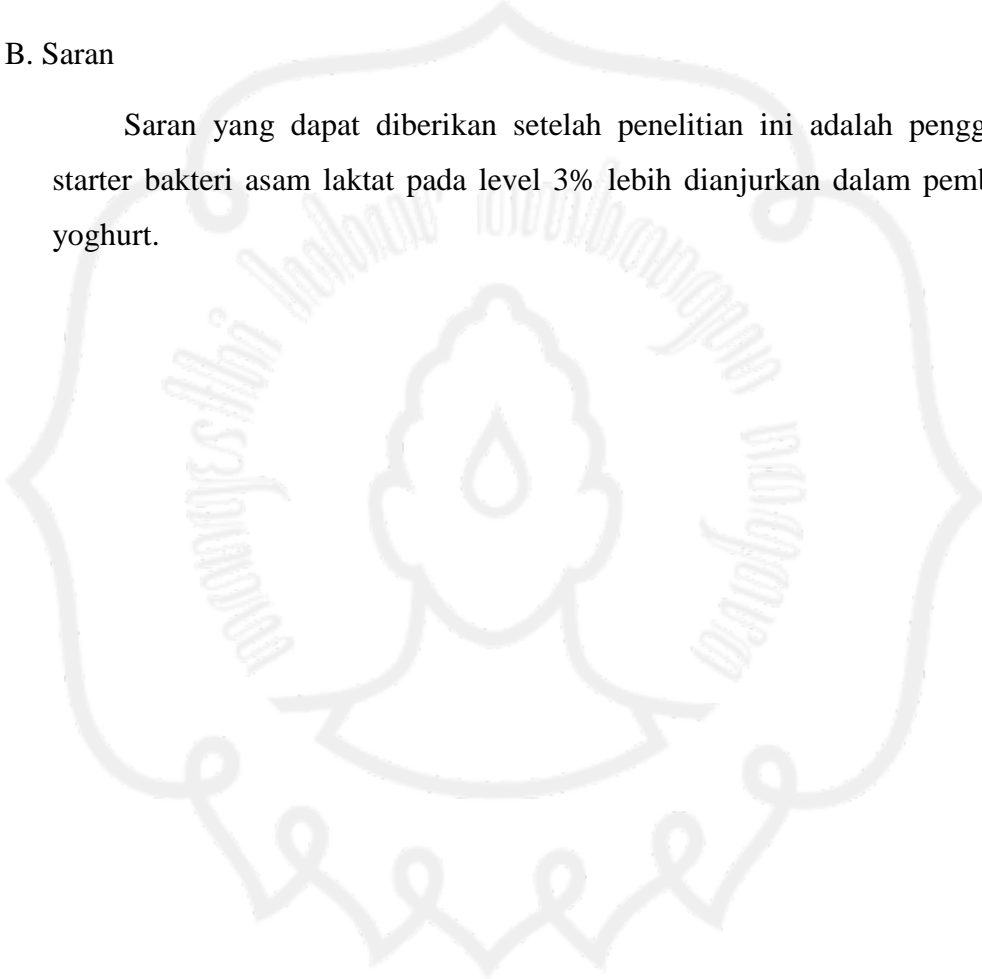 B. Saran
Saran yang dapat diberikan setelah penelitian ini adalah pengg
starter bakteri asam laktat pada level 3% lebih dianjurkan dalam pemb
yoghurt.